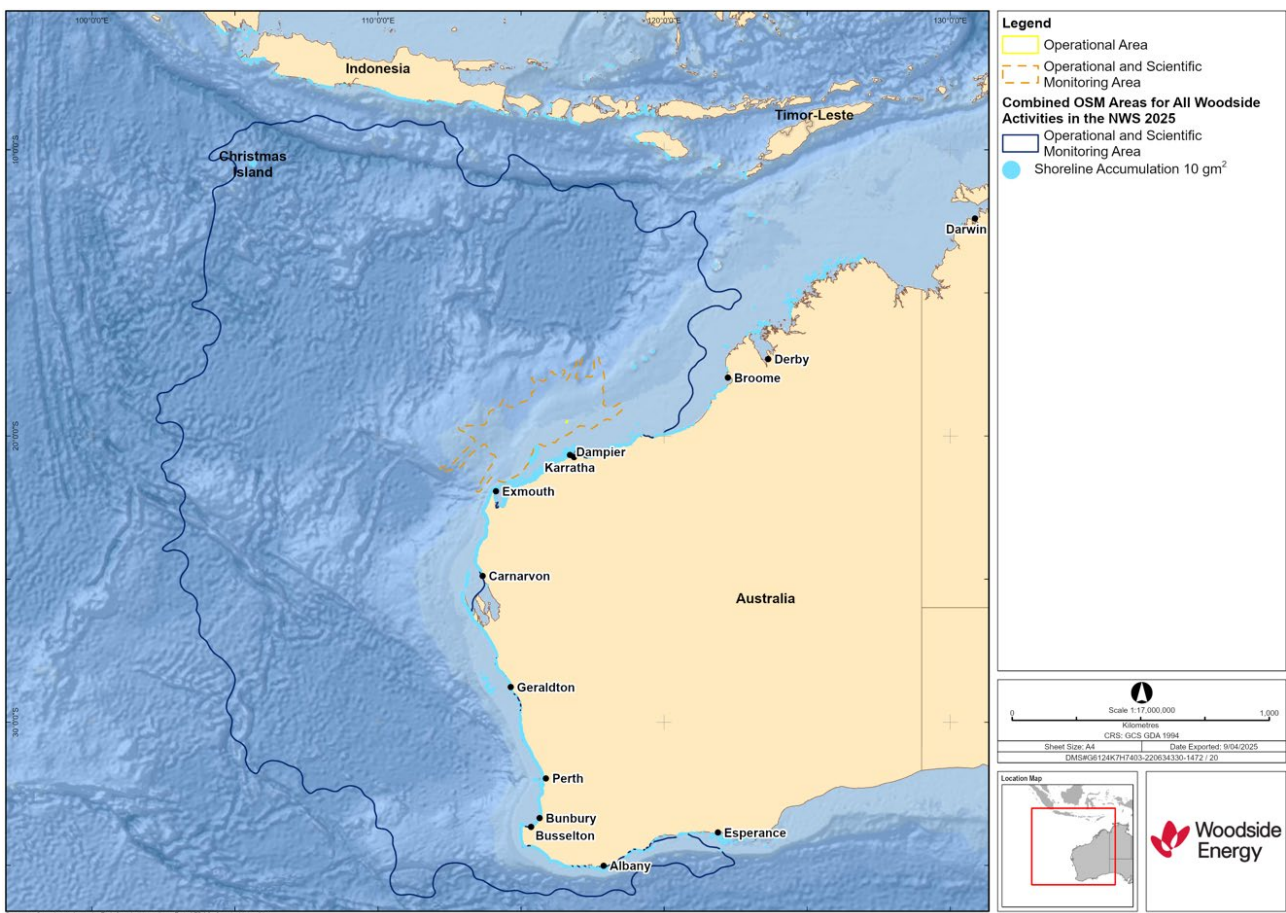 100°0'0"E
110°0'0"E
120°0'0"E
130°0'0"E
10°0'0"S
20°0'0"S
30°0'0"S
Indonesia
Timor-Leste
Christmas
Island
Darwin
Derby
Broome
Dampier
Karratha
Exmouth
Carnarvon
Australia
Geraldton
Perth
Bunbury
Busselton
Esperance
Albany
Legend
Operational Area
Operational and Scientific
Monitoring Area
Combined OSM Areas for All Woodside
Activities in the NWS 2025
Operational and Scientific
Monitoring Area
Shoreline Accumulation 10 gm²
Scale 1:17,000,000
0 1,000
Kilometres
CRS: GCS GDA 1994
Sheet Size: A4 Date Exported: 9/04/2025
DMS#G6124K7H7403-220634330-1472 / 20
Location Map
Woodside
Energy